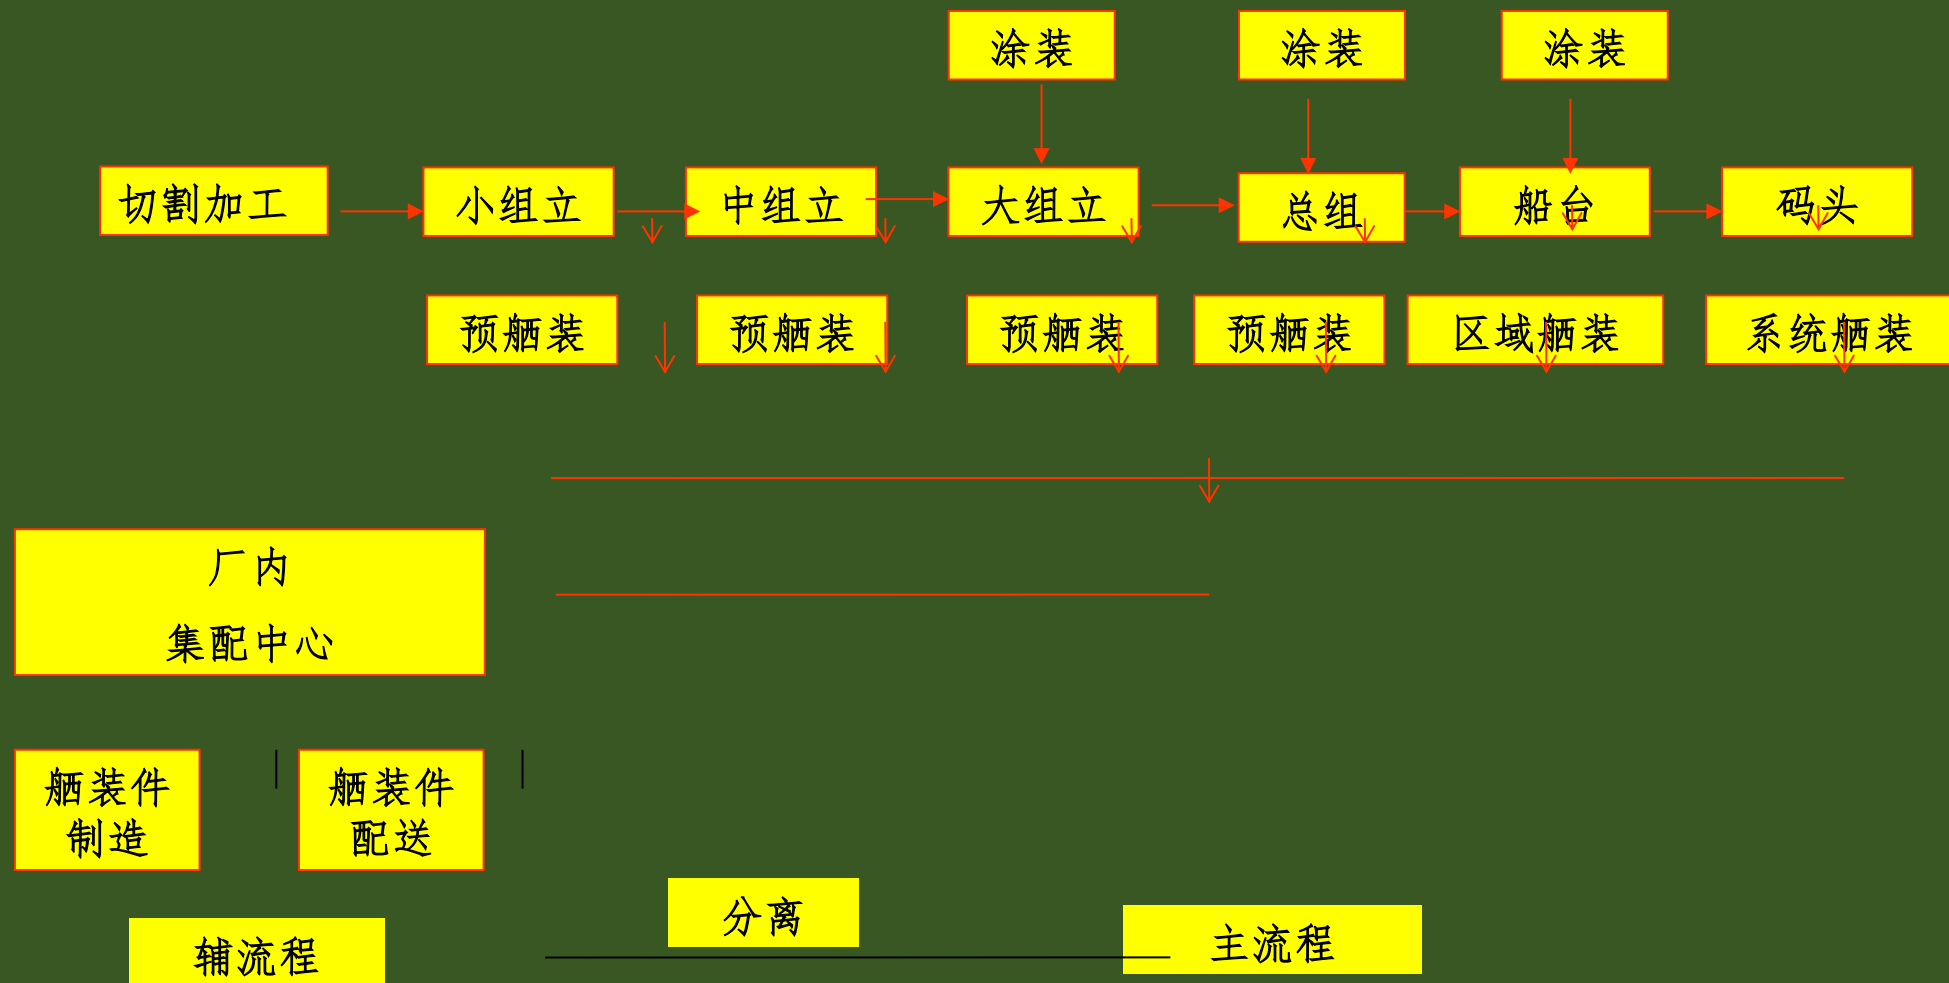 涂装
涂装
涂装
切割加工
小组立
中组立
大组立
总组
船台
码头
预舾装
预舾装
预舾装
预舾装
区域舾装
系统舾装
厂内
集配中心
舾装件
制造
舾装件
配送
分离
主流程
辅流程